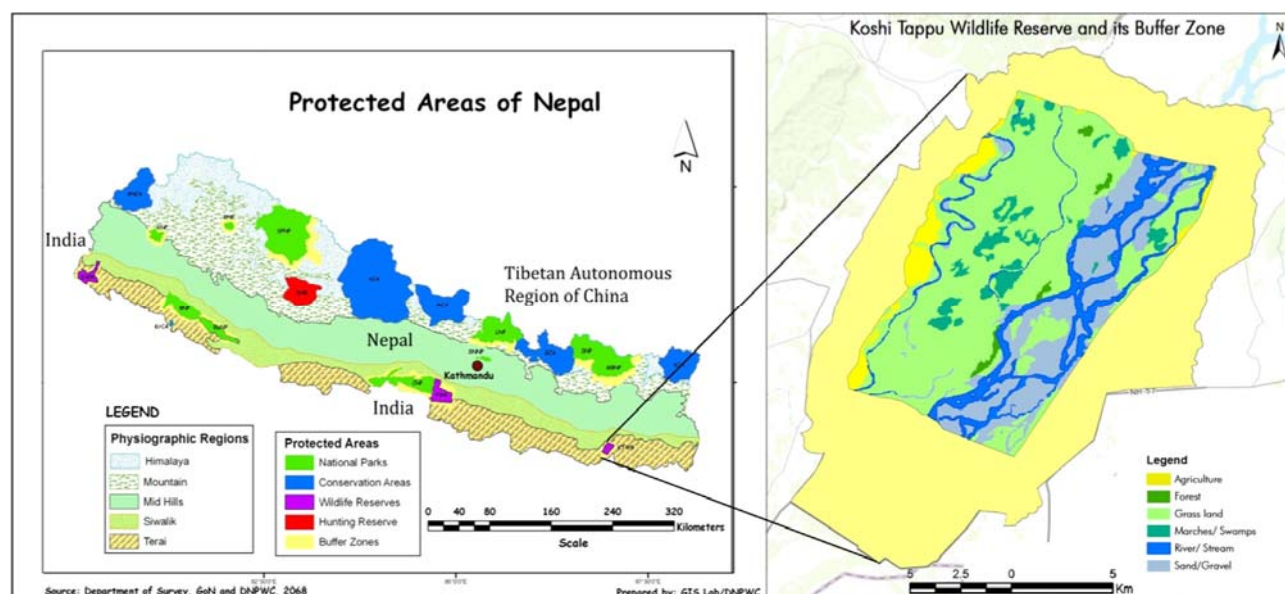 Protected Areas of Nepal
N
India
Tibetan Autonomous
Region of China
Nepal
Kathmandu
India
LEGEND
Physiographic Regions
Himalaya
Mountain
Mid Hills
Siwalik
Terai
Protected Areas
National Parks
Conservation Areas
Wildlife Reserves
Hunting Reserve
Buffer Zones
0 40 80 160 240 320
Kilometers
Scale
Source: Department of Survey, GoN and DNPWC, 2068
Prepared by: GIS Lab/DNPWC
Koshi Tappu Wildlife Reserve and its Buffer Zone
N
NH-57
Legend
Agriculture
Forest
Grass land
Marches/ Swamps
River/ Stream
Sand/Gravel
5 2.5 0 5
Km